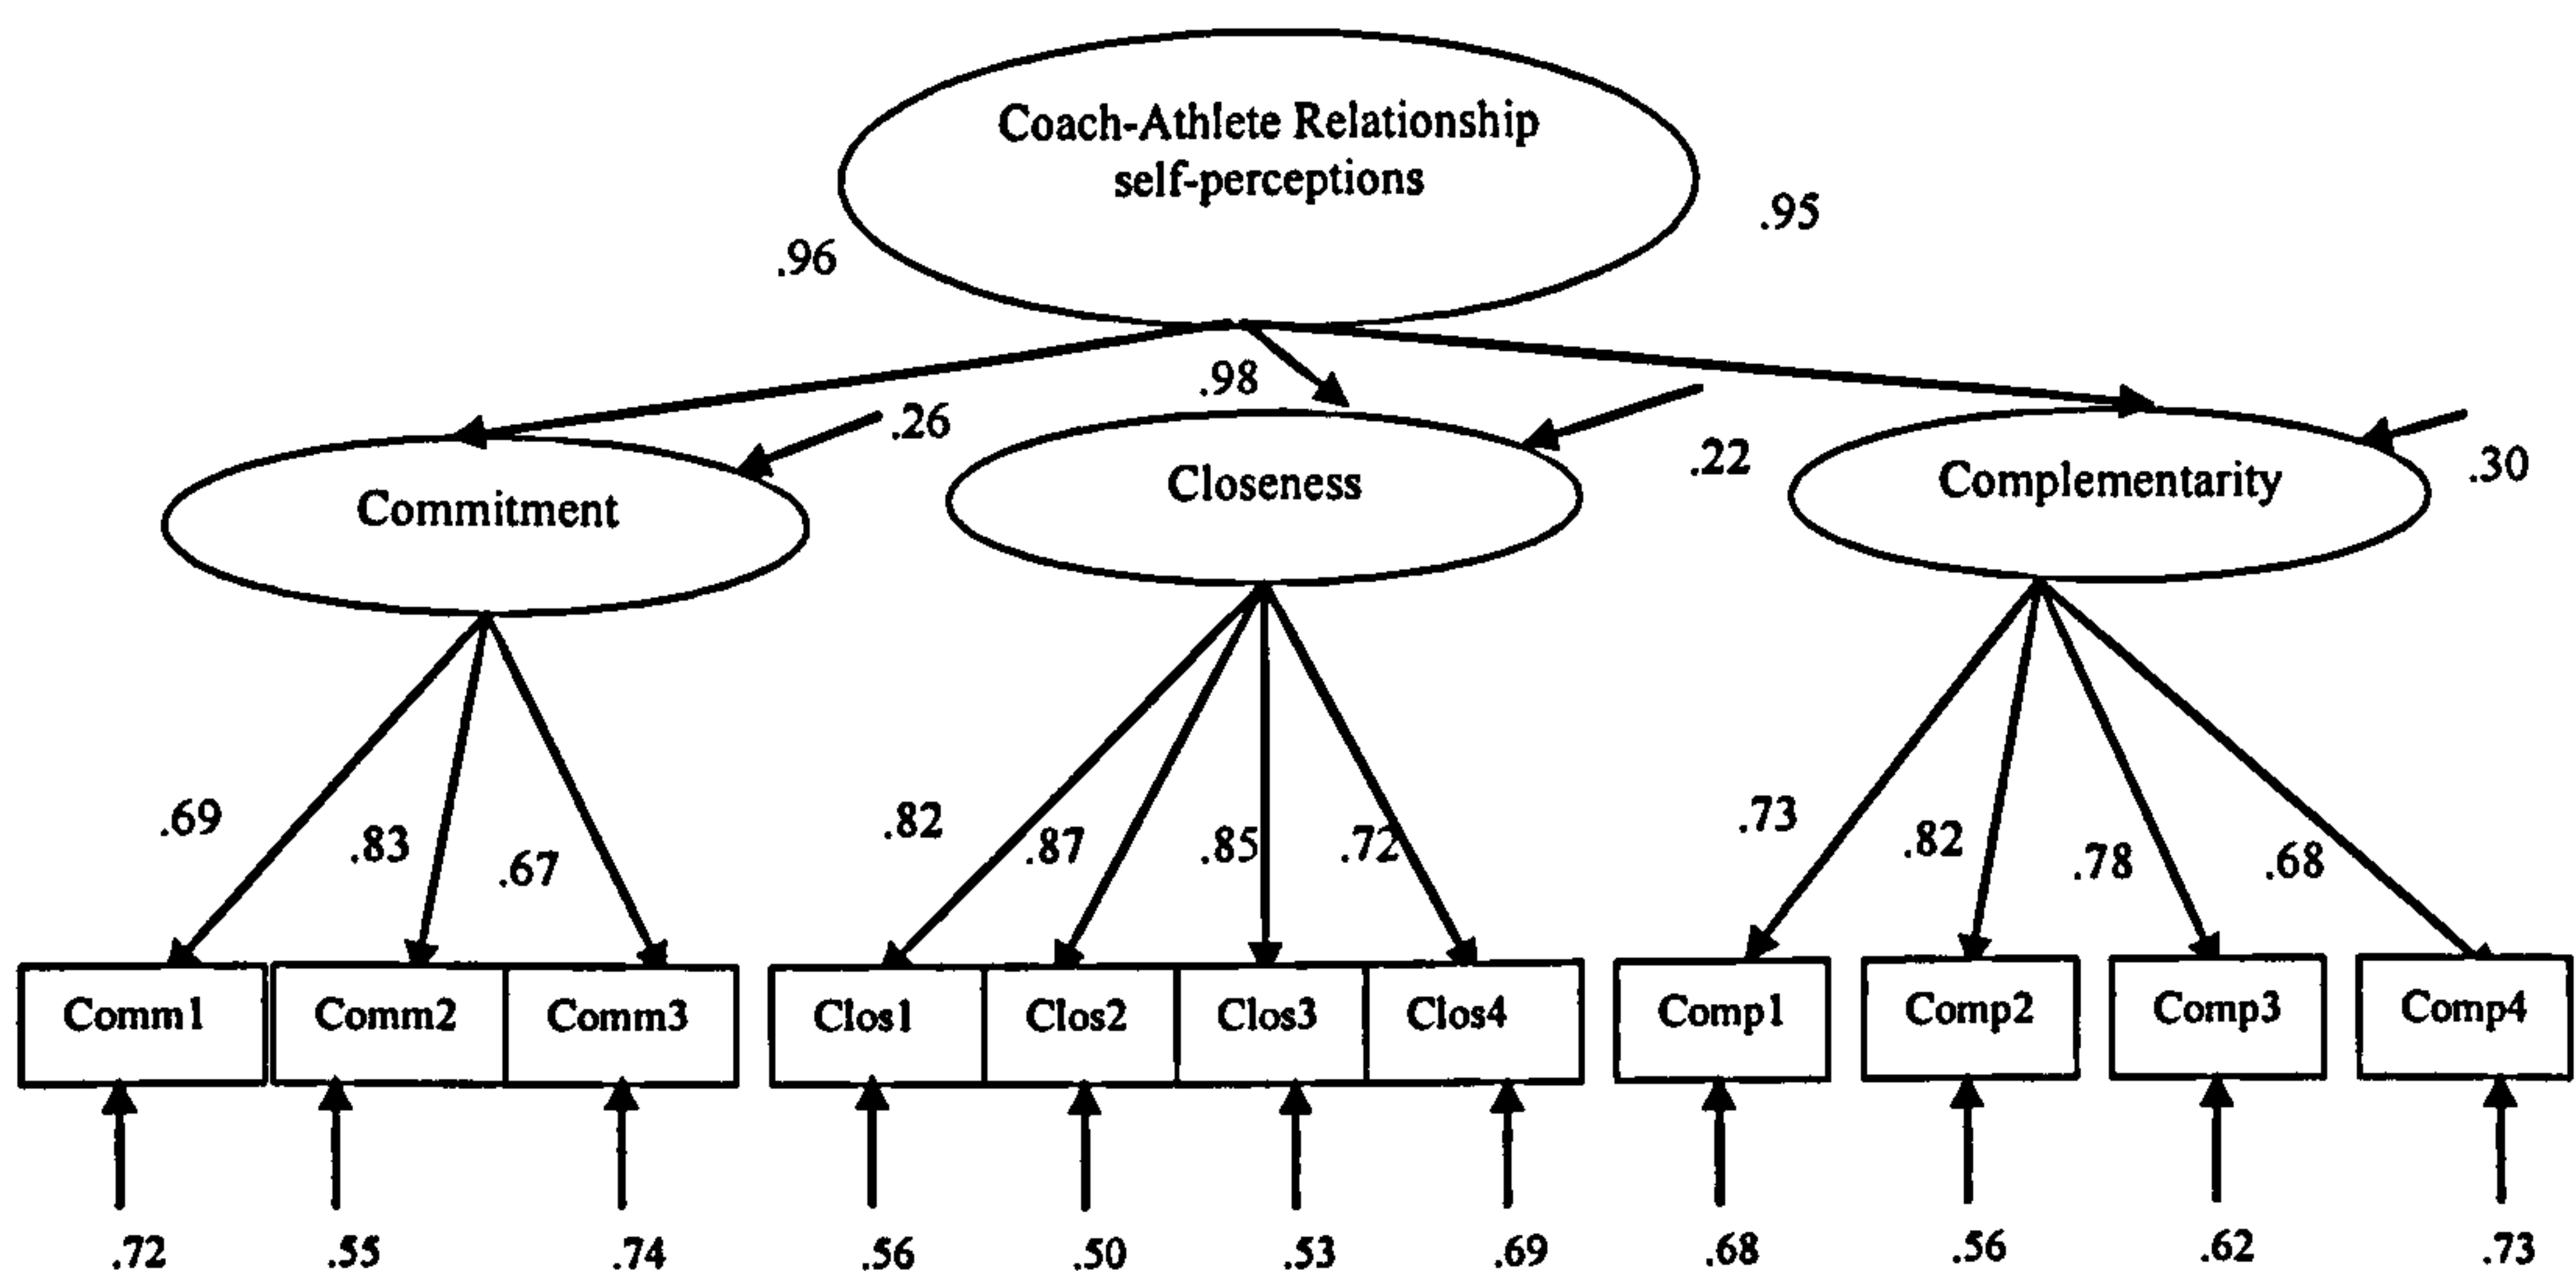 Coach-Athlete Relationship
self-perceptions
.96
.95
.98
.26
.22
.30
Commitment
Closeness
Complementarity
.69
.83
.67
.82
.87
.85
.72
.73
.82
.78
.68
Comm1
Comm2
Comm3
Clos1
Clos2
Clos3
Clos4
Comp1
Comp2
Comp3
Comp4
.72
.55
.74
.56
.50
.53
.69
.68
.56
.62
.73